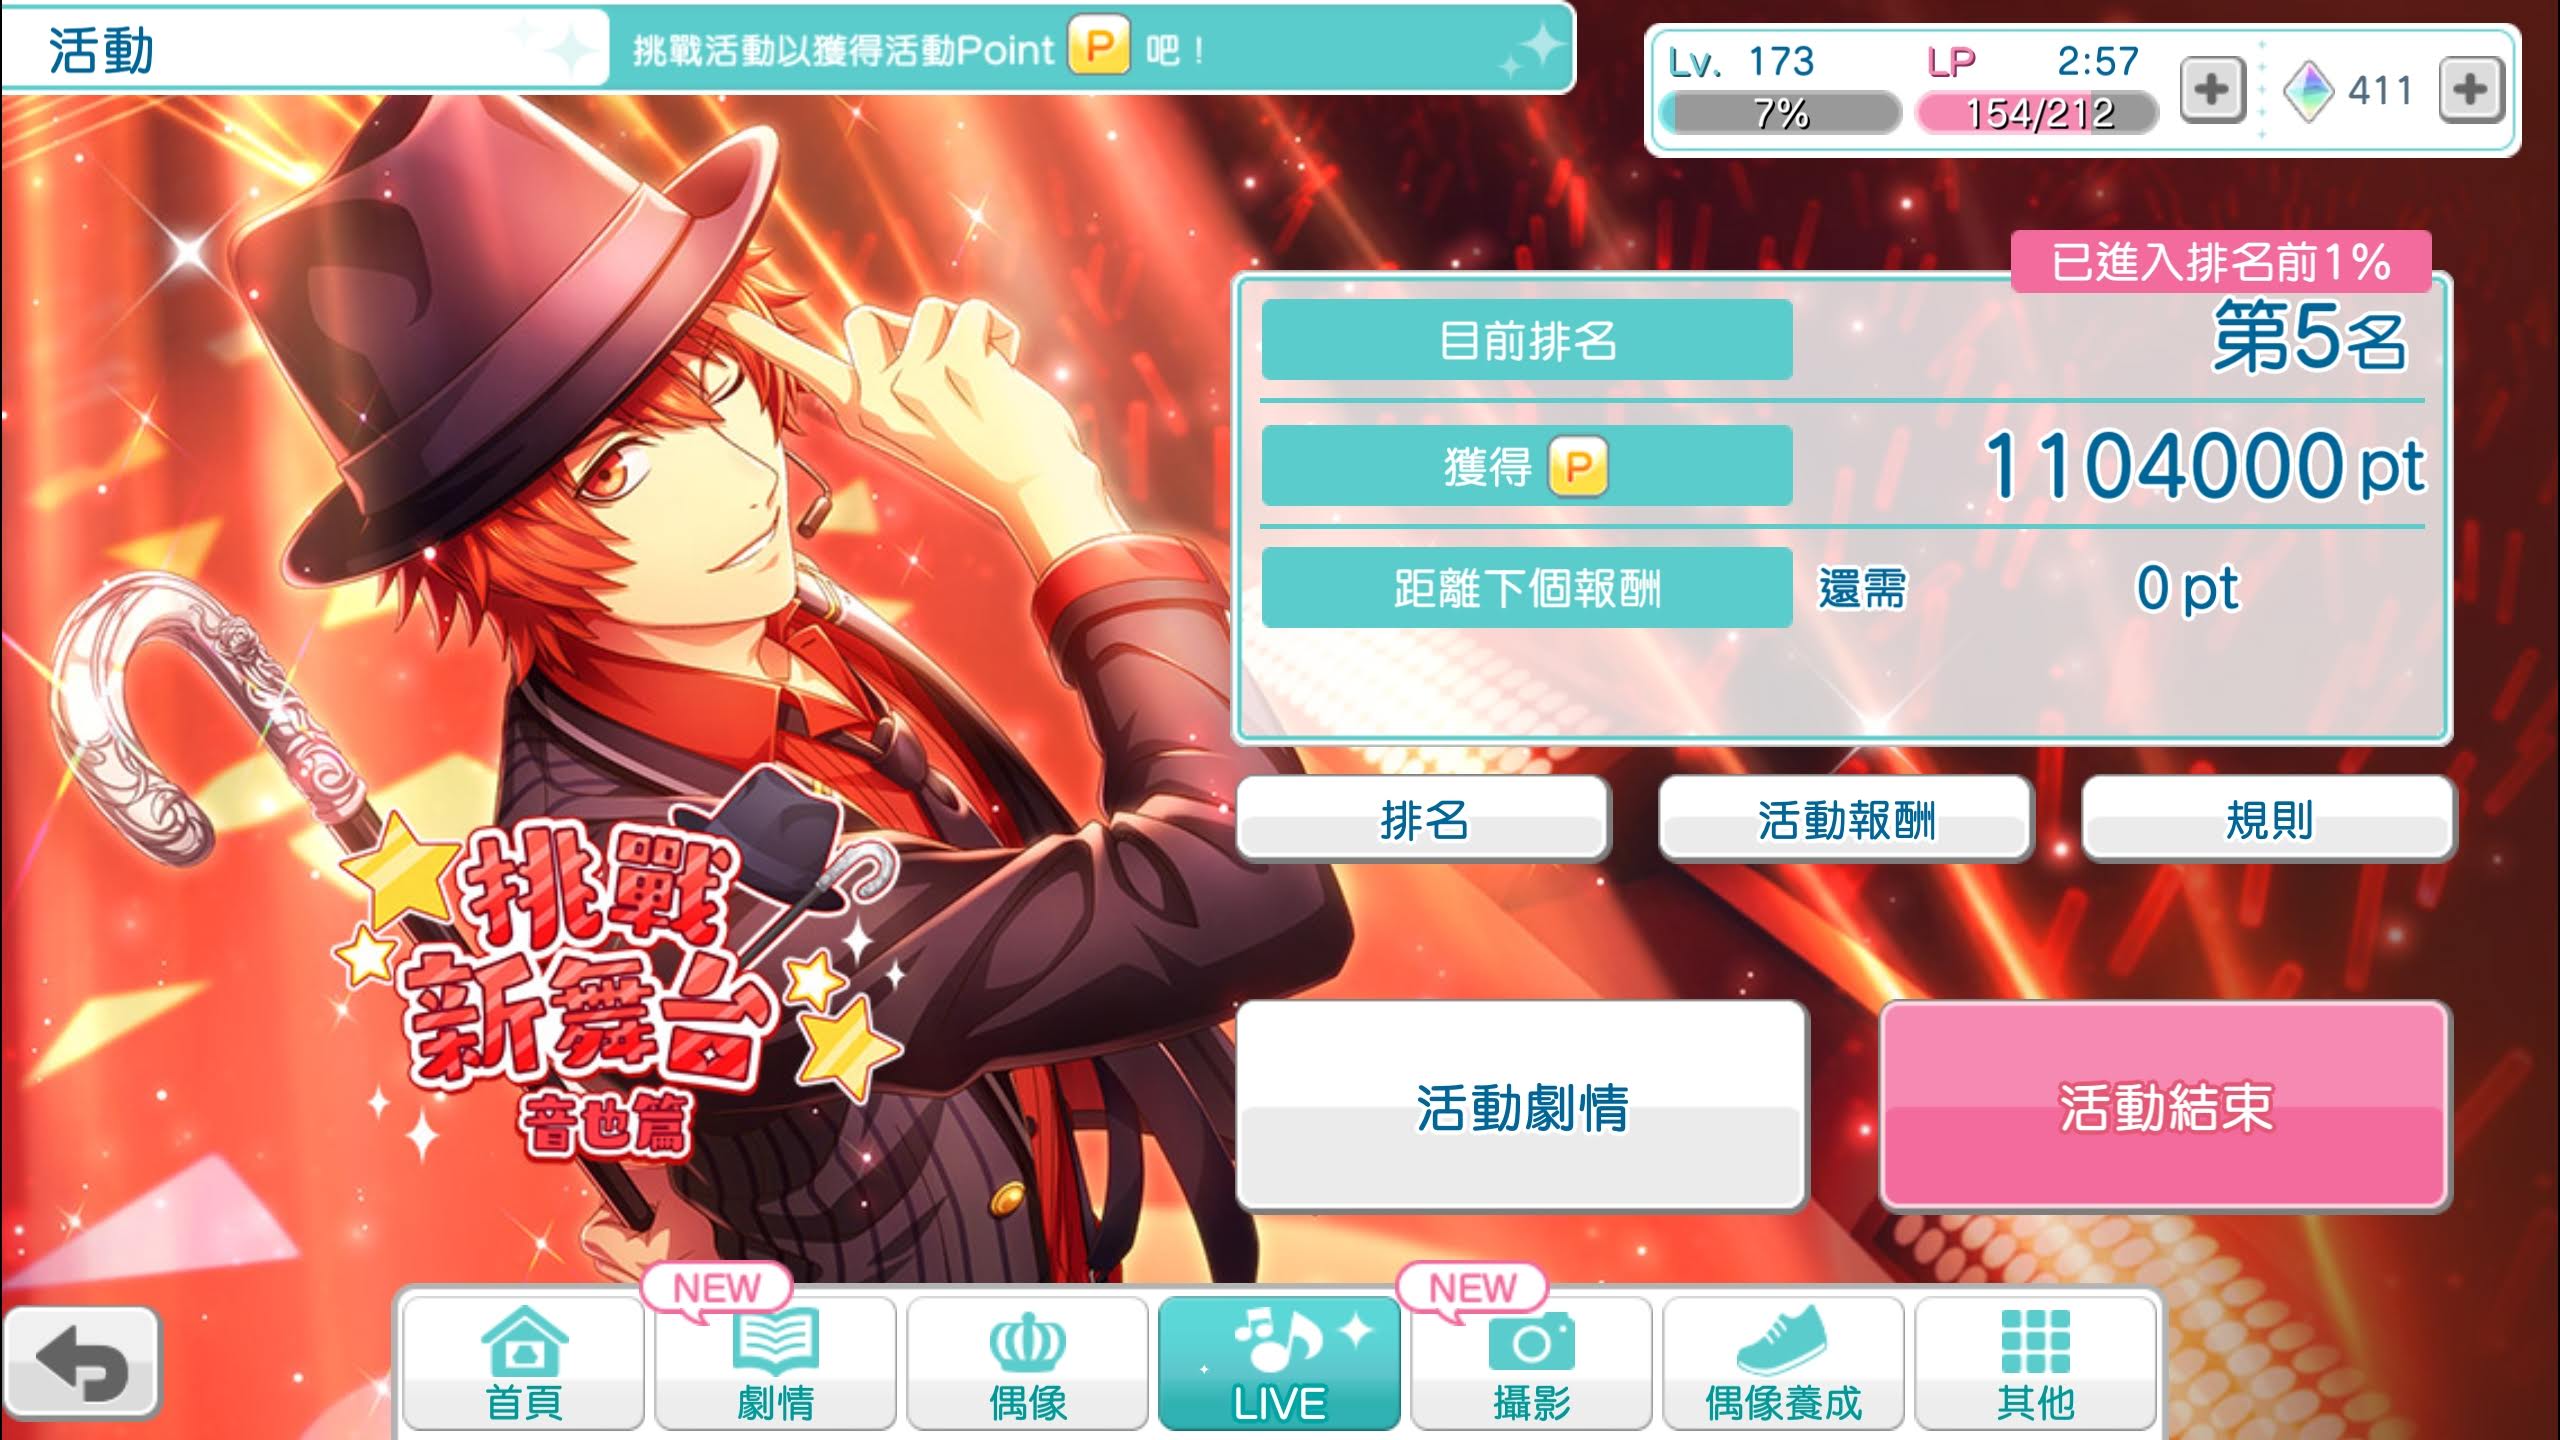 活動
挑戰活動以獲得活動Point P 吧！
Lv. 173
7%
LP 2:57
154/212
411
已進入排名前1%
目前排名 第5名
獲得 P 1104000pt
距離下個報酬 還需 0pt
排名
活動報酬
規則
挑戰
新舞台
音也篇
活動劇情
活動結束
NEW
NEW
首頁
劇情
偶像
LIVE
攝影
偶像養成
其他